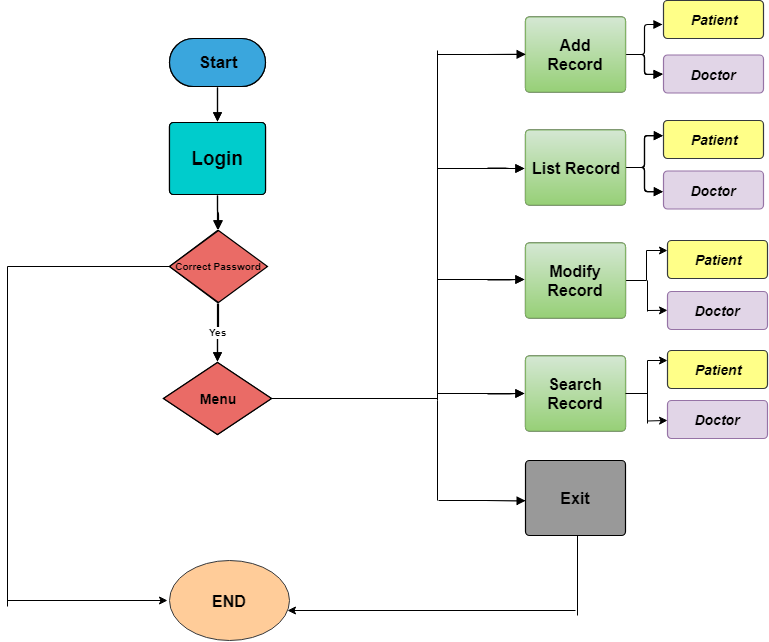 Start
Login
Correct Password
Yes
Menu
END
Add
Record
Patient
Doctor
List Record
Patient
Doctor
Modify
Record
Patient
Doctor
Search
Record
Patient
Doctor
Exit